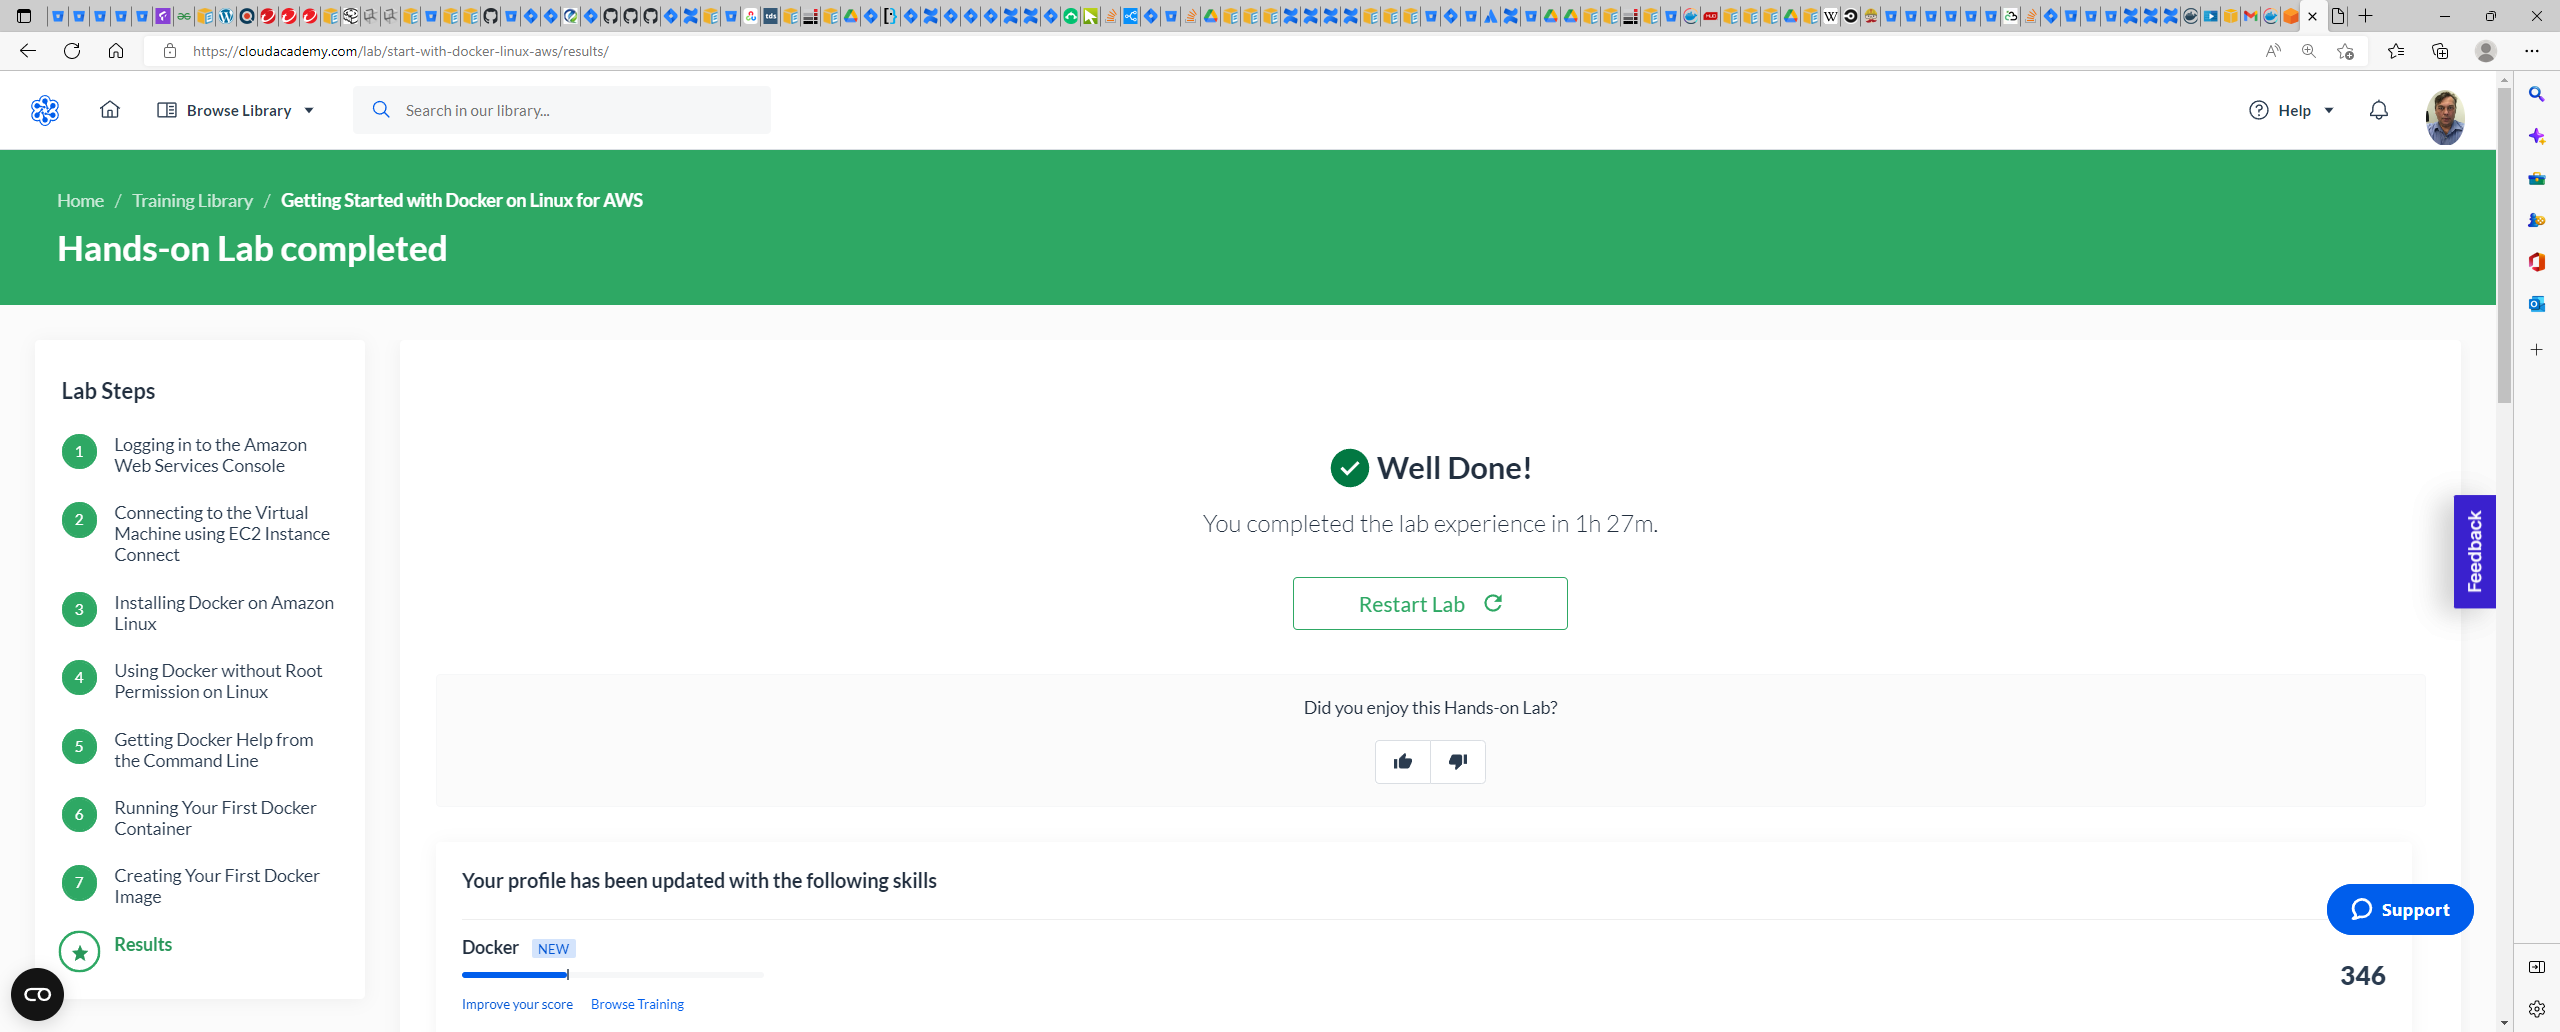 https://cloudacademy.com/lab/start-with-docker-linux-aws/results/
Browse Library
Search in our library...
Help
Home / Training Library / Getting Started with Docker on Linux for AWS
Hands-on Lab completed
Lab Steps
1
Logging in to the Amazon
Web Services Console
2
Connecting to the Virtual
Machine using EC2 Instance
Connect
3
Installing Docker on Amazon
Linux
4
Using Docker without Root
Permission on Linux
5
Getting Docker Help from
the Command Line
6
Running Your First Docker
Container
7
Creating Your First Docker
Image
Results
Well Done!
You completed the lab experience in 1h 27m.
Restart Lab
Did you enjoy this Hands-on Lab?
Your profile has been updated with the following skills
Docker NEW
346
Improve your score Browse Training
Feedback
Support